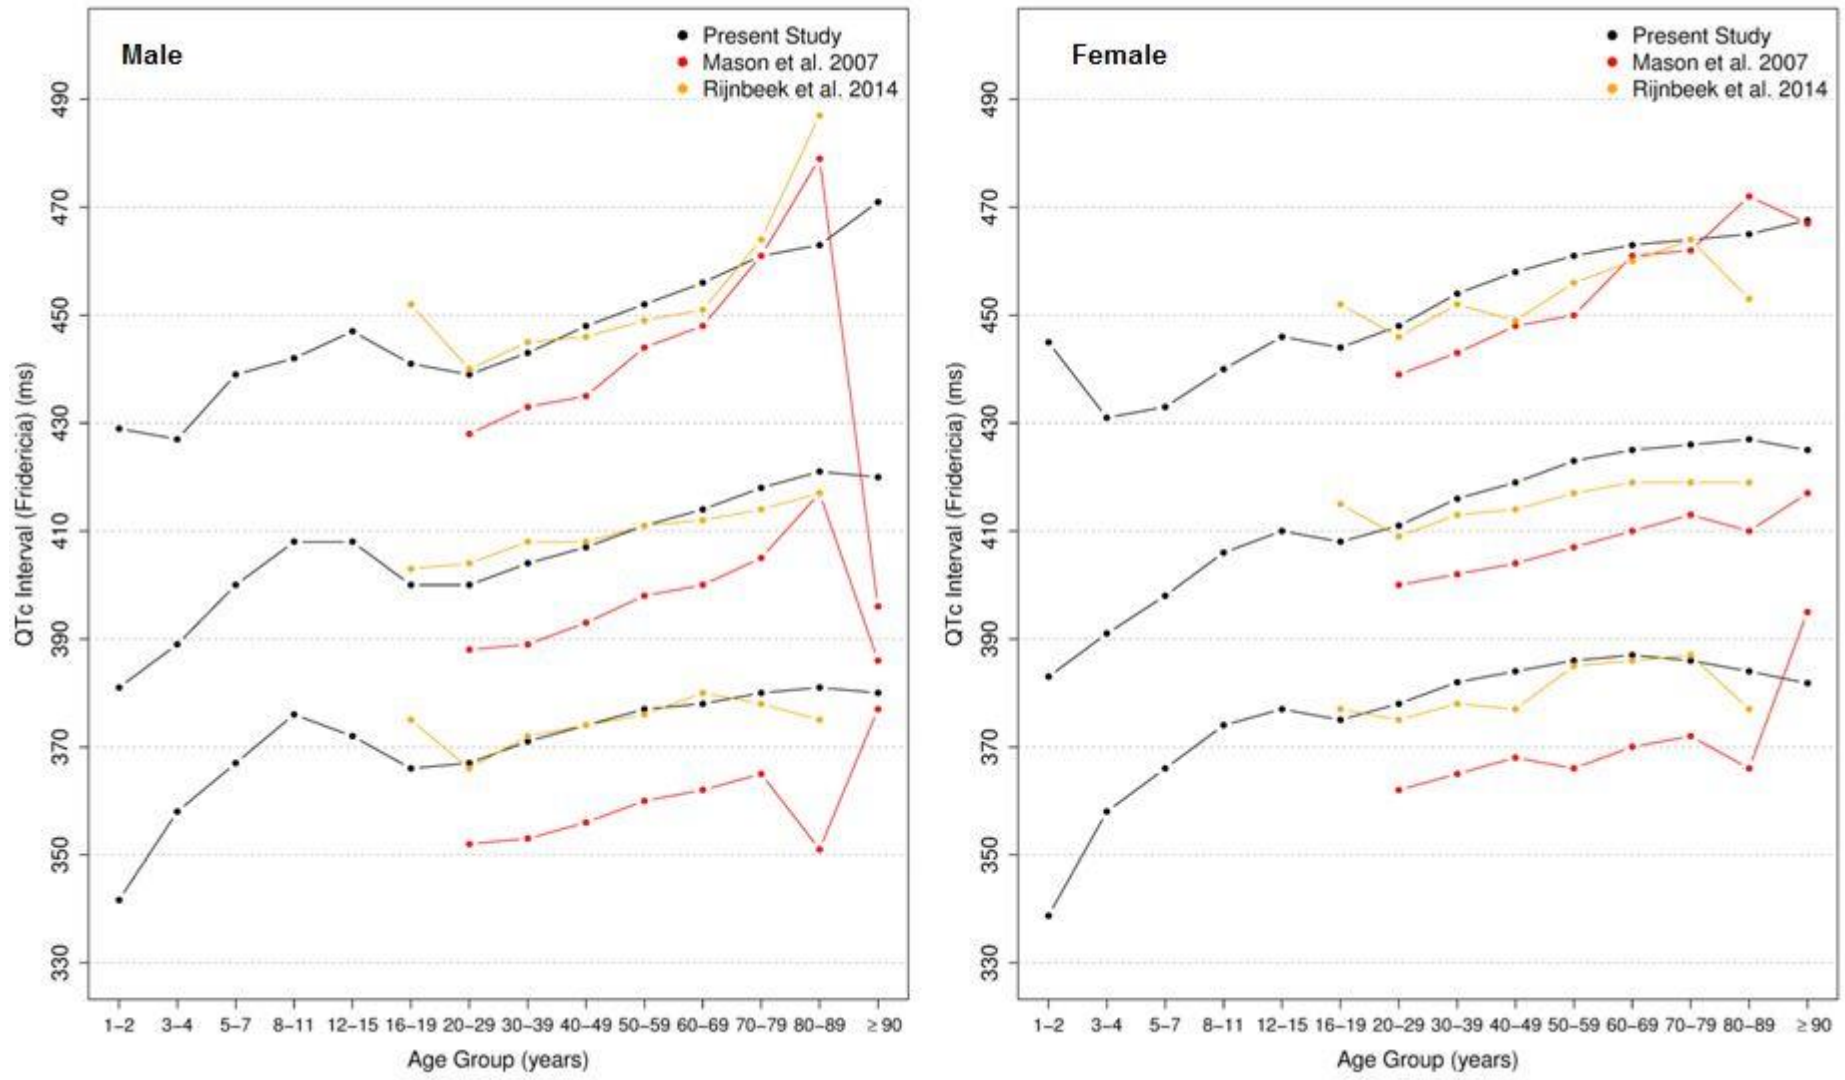 Male
Present Study
Mason et al. 2007
Rijnbeek et al. 2014
QTc Interval (Fridericia) (ms)
490
470
450
430
410
390
370
350
330
1–2 3–4 5–7 8–11 12–15 16–19 20–29 30–39 40–49 50–59 60–69 70–79 80–89 ≥ 90
Age Group (years)
Female
Present Study
Mason et al. 2007
Rijnbeek et al. 2014
QTc Interval (Fridericia) (ms)
490
470
450
430
410
390
370
350
330
1–2 3–4 5–7 8–11 12–15 16–19 20–29 30–39 40–49 50–59 60–69 70–79 80–89 ≥ 90
Age Group (years)